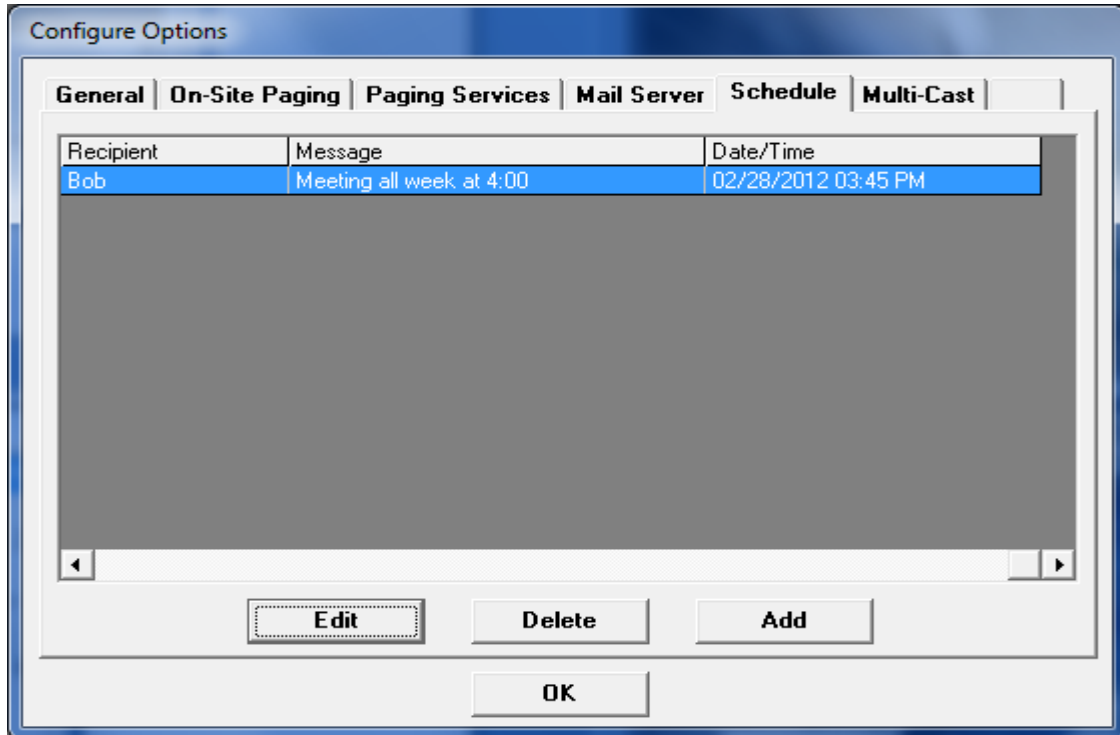 Configure Options
General On-Site Paging Paging Services Mail Server Schedule Multi-Cast
Recipient Message Date/Time
Bob Meeting all week at 4:00 02/28/2012 03:45 PM
Edit Delete Add
OK